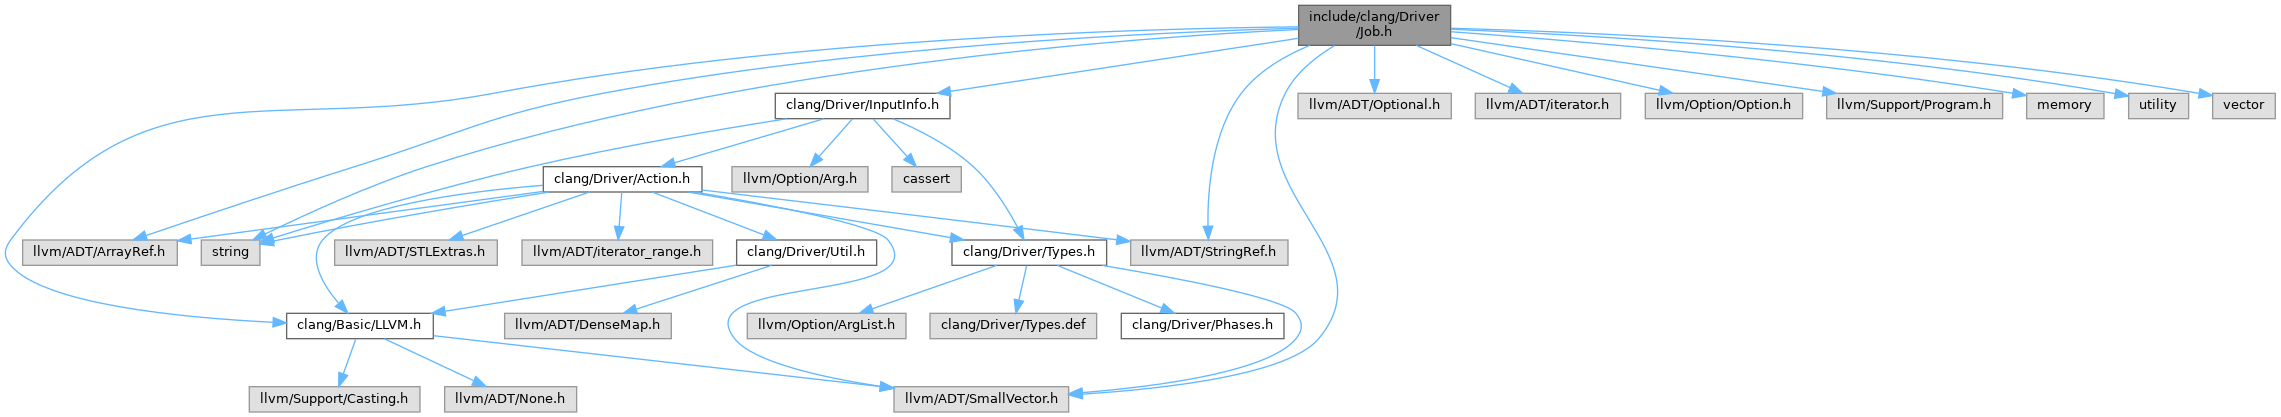 include/clang/Driver
/Job.h
clang/Driver/InputInfo.h
llvm/ADT/Optional.h
llvm/ADT/iterator.h
llvm/Option/Option.h
llvm/Support/Program.h
memory
utility
vector
clang/Driver/Action.h
llvm/Option/Arg.h
cassert
llvm/ADT/ArrayRef.h
string
llvm/ADT/STLExtras.h
llvm/ADT/iterator_range.h
clang/Driver/Util.h
clang/Driver/Types.h
llvm/ADT/StringRef.h
clang/Basic/LLVM.h
llvm/ADT/DenseMap.h
llvm/Option/ArgList.h
clang/Driver/Types.def
clang/Driver/Phases.h
llvm/Support/Casting.h
llvm/ADT/None.h
llvm/ADT/SmallVector.h